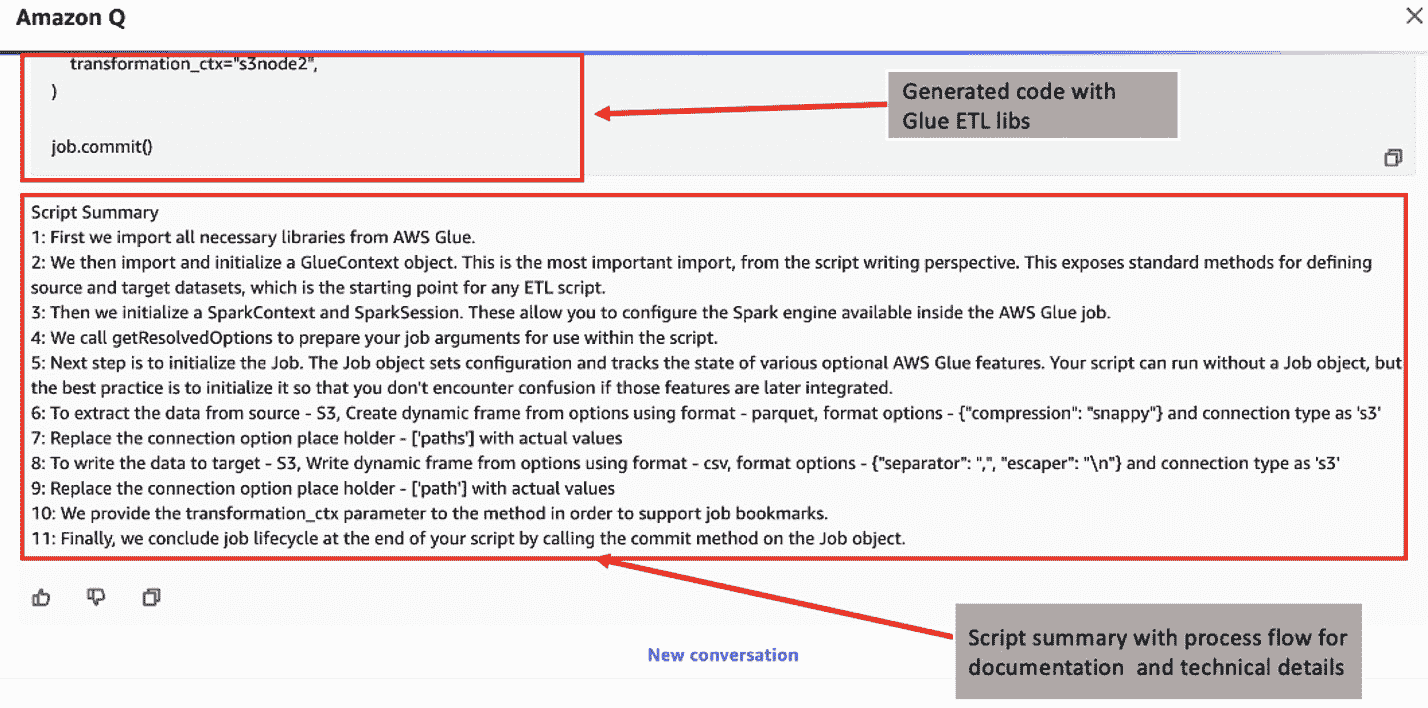 Amazon Q
transformation_ctx="s3node2",
)
job.commit()
Generated code with
Glue ETL libs
Script Summary
1: First we import all necessary libraries from AWS Glue.
2: We then import and initialize a GlueContext object. This is the most important import, from the script writing perspective. This exposes standard methods for defining
source and target datasets, which is the starting point for any ETL script.
3: Then we initialize a SparkContext and SparkSession. These allow you to configure the Spark engine available inside the AWS Glue job.
4: We call getResolvedOptions to prepare your job arguments for use within the script.
5: Next step is to initialize the Job. The Job object sets configuration and tracks the state of various optional AWS Glue features. Your script can run without a Job object, but
the best practice is to initialize it so that you don't encounter confusion if those features are later integrated.
6: To extract the data from source - S3, Create dynamic frame from options using format - parquet, format options - {"compression": "snappy"} and connection type as 's3'
7: Replace the connection option place holder - ['paths'] with actual values
8: To write the data to target - S3, Write dynamic frame from options using format - csv, format options - {"separator": ",", "escaper": "\n"} and connection type as 's3'
9: Replace the connection option place holder - ['path'] with actual values
10: We provide the transformation_ctx parameter to the method in order to support job bookmarks.
11: Finally, we conclude job lifecycle at the end of your script by calling the commit method on the Job object.
New conversation
Script summary with process flow for
documentation and technical details